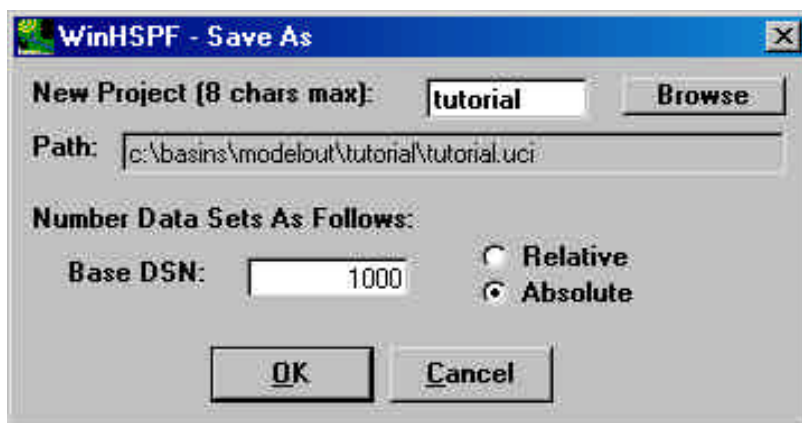 WinHSPF - Save As
New Project (8 chars max): tutorial Browse
Path: c:\basins\modelout\tutorial\tutorial.uci
Number Data Sets As Follows:
Base DSN: 1000 Relative
Absolute
OK Cancel